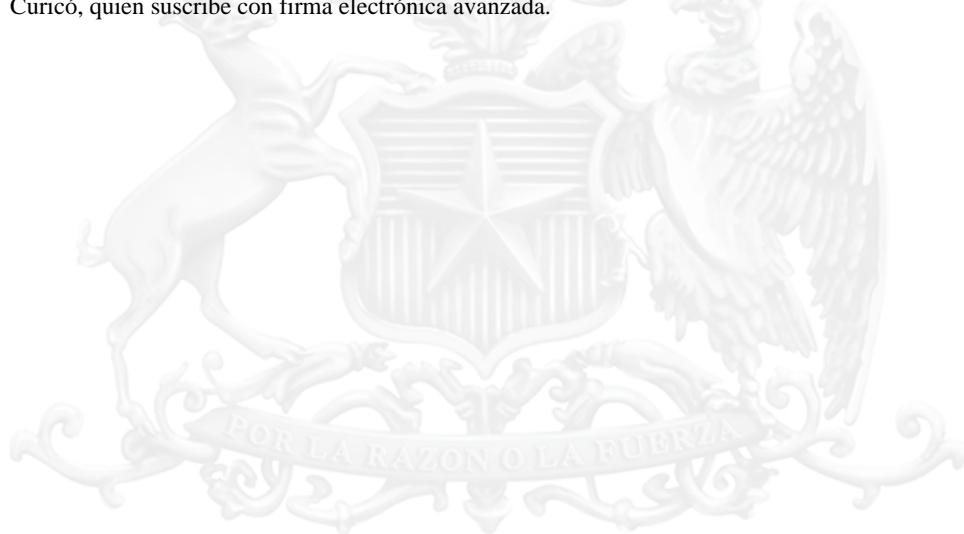 Curicó, quien suscribe con firma electrónica avanzada.
POR LA RAZON O LA FUERZA